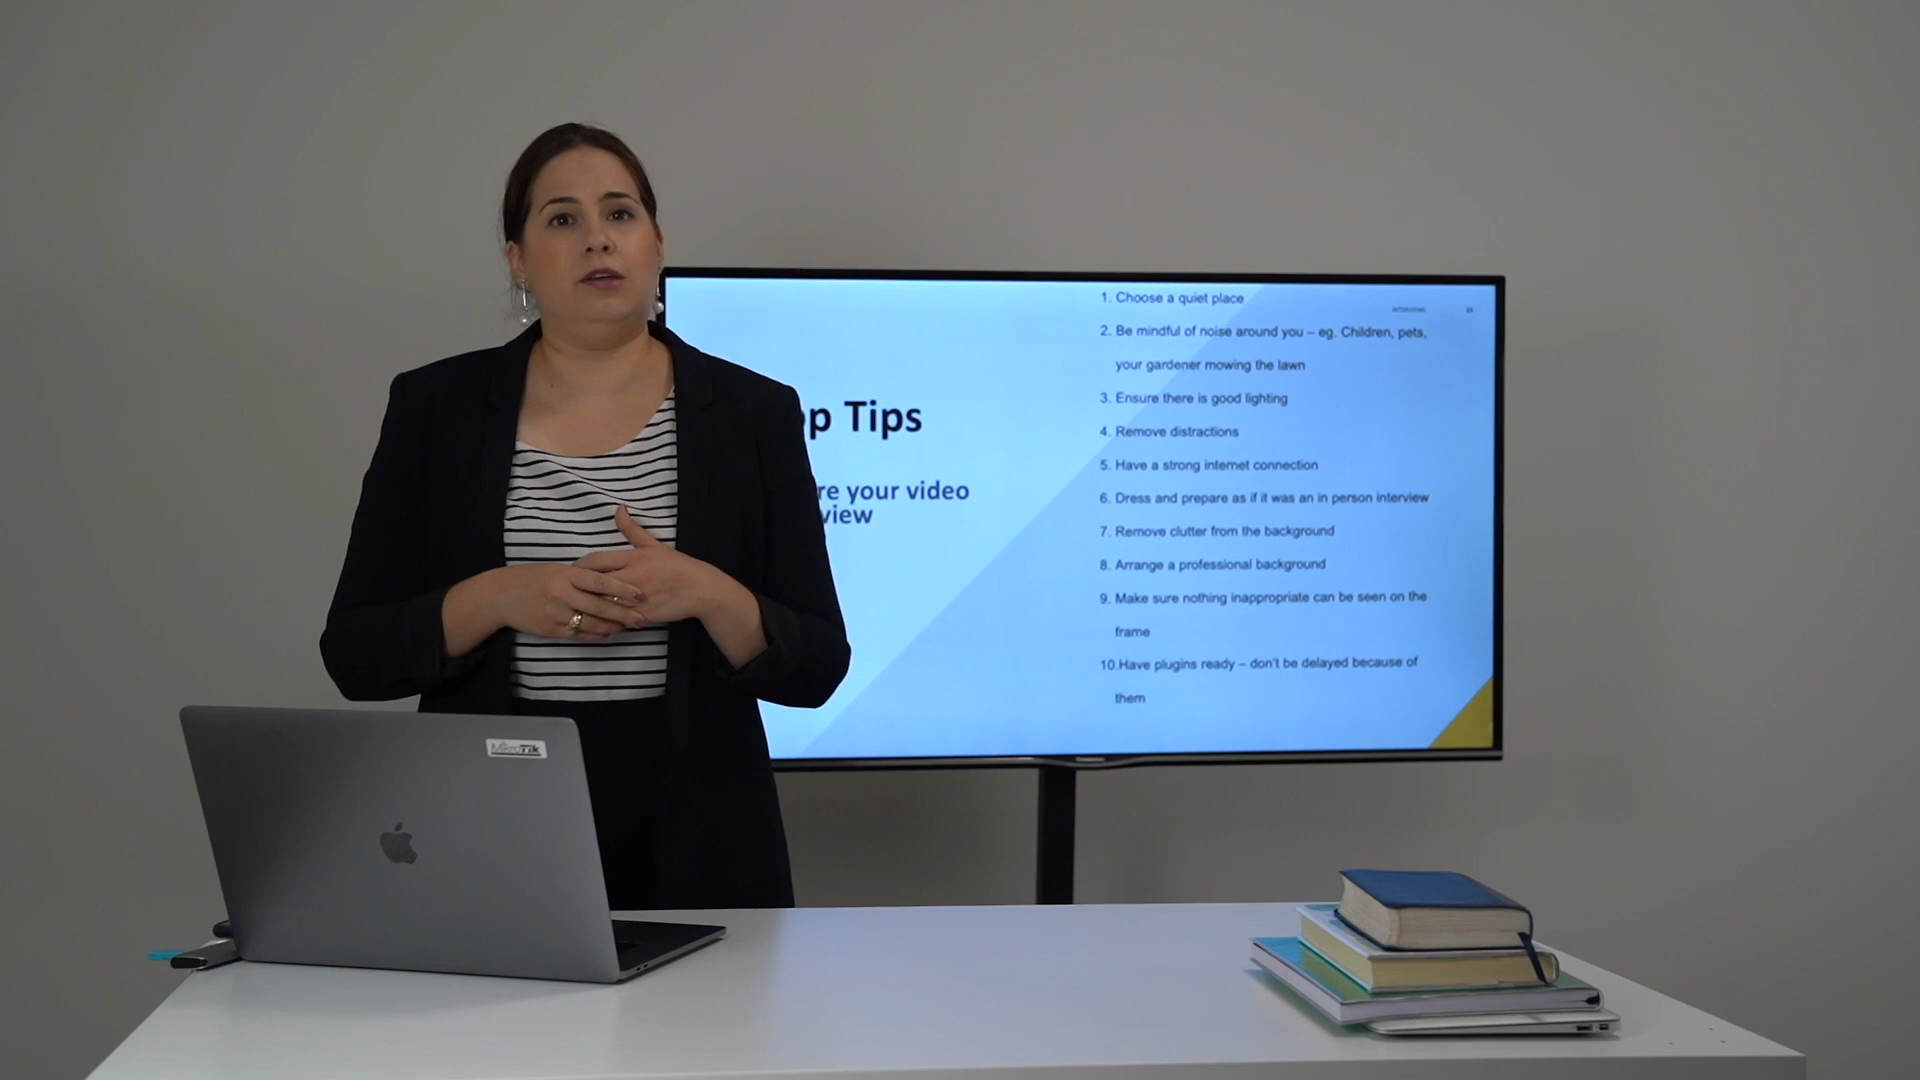 op Tips
re your video
view
INTERVIEWS
1. Choose a quiet place
2. Be mindful of noise around you – eg. Children, pets,
your gardener mowing the lawn
3. Ensure there is good lighting
4. Remove distractions
5. Have a strong internet connection
6. Dress and prepare as if it was an in person interview
7. Remove clutter from the background
8. Arrange a professional background
9. Make sure nothing inappropriate can be seen on the
frame
10.Have plugins ready – don't be delayed because of
them
MikroTik